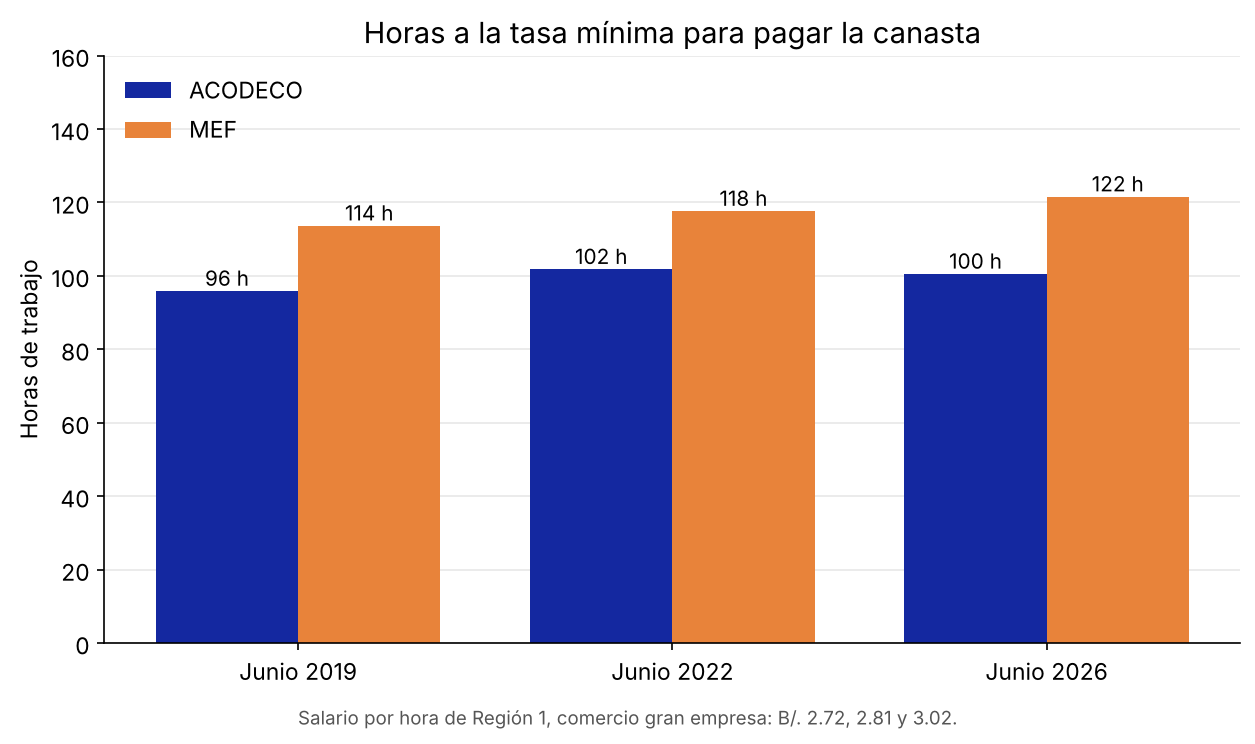 Horas a la tasa mínima para pagar la canasta
160
140
120
100
80
60
40
20
0
Horas de trabajo
ACODECO
MEF
96 h
114 h
102 h
118 h
100 h
122 h
Junio 2019
Junio 2022
Junio 2026
Salario por hora de Región 1, comercio gran empresa: B/. 2.72, 2.81 y 3.02.